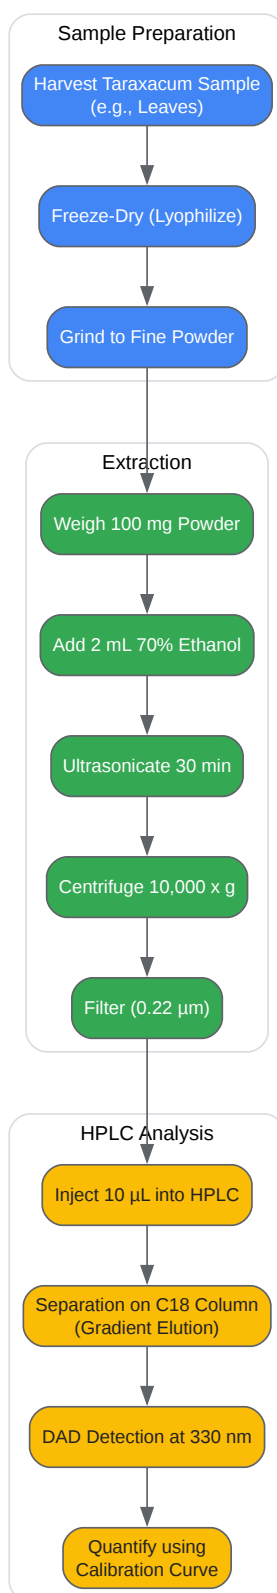 Sample Preparation
Harvest Taraxacum Sample
(e.g., Leaves)
Freeze-Dry (Lyophilize)
Grind to Fine Powder
Extraction
Weigh 100 mg Powder
Add 2 mL 70% Ethanol
Ultrasonicate 30 min
Centrifuge 10,000 x g
Filter (0.22 µm)
HPLC Analysis
Inject 10 µL into HPLC
Separation on C18 Column
(Gradient Elution)
DAD Detection at 330 nm
Quantify using
Calibration Curve